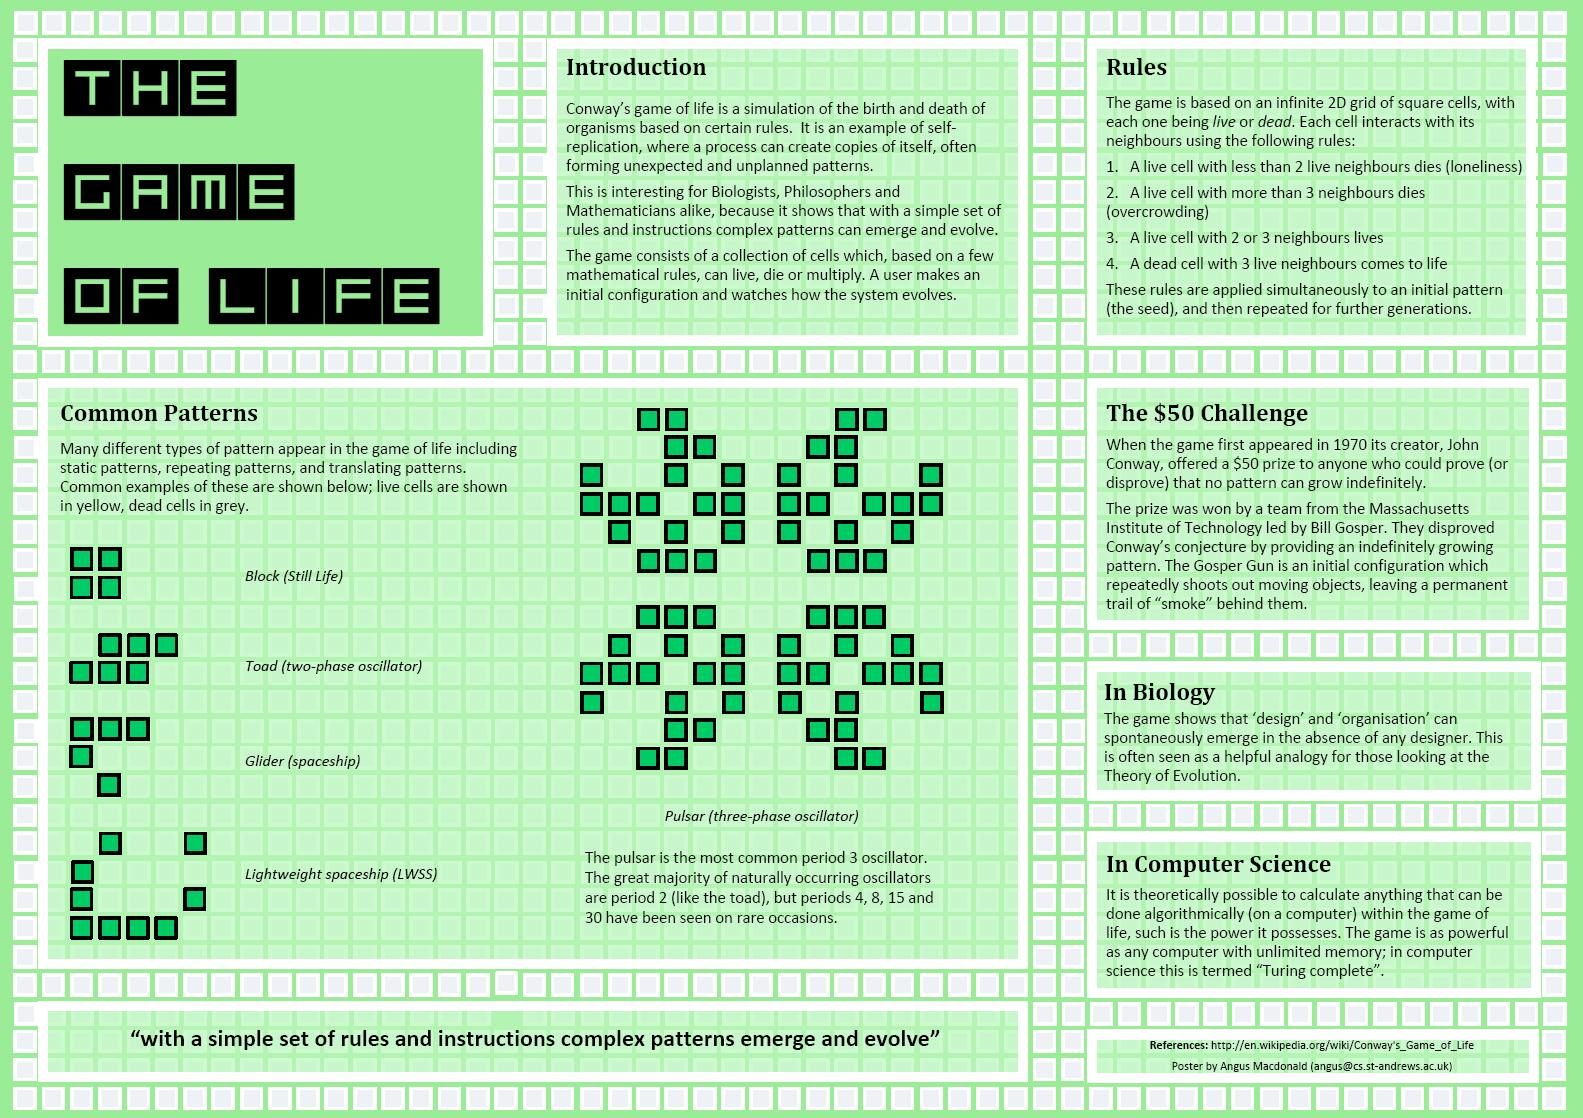 THE
GAME
OF LIFE
Introduction
Conway’s game of life is a simulation of the birth and death of
organisms based on certain rules.  It is an example of self-
replication, where a process can create copies of itself, often
forming unexpected and unplanned patterns.
This is interesting for Biologists, Philosophers and
Mathematicians alike, because it shows that with a simple set of
rules and instructions complex patterns can emerge and evolve.
The game consists of a collection of cells which, based on a few
mathematical rules, can live, die or multiply. A user makes an
initial configuration and watches how the system evolves.
Rules
The game is based on an infinite 2D grid of square cells, with
each one being live or dead. Each cell interacts with its
neighbours using the following rules:
1. A live cell with less than 2 live neighbours dies (loneliness)
2. A live cell with more than 3 neighbours dies
(overcrowding)
3. A live cell with 2 or 3 neighbours lives
4. A dead cell with 3 live neighbours comes to life
These rules are applied simultaneously to an initial pattern
(the seed), and then repeated for further generations.
Common Patterns
Many different types of pattern appear in the game of life including
static patterns, repeating patterns, and translating patterns.
Common examples of these are shown below; live cells are shown
in yellow, dead cells in grey.
Block (Still Life)
Toad (two-phase oscillator)
Glider (spaceship)
Lightweight spaceship (LWSS)
Pulsar (three-phase oscillator)
The pulsar is the most common period 3 oscillator.
The great majority of naturally occurring oscillators
are period 2 (like the toad), but periods 4, 8, 15 and
30 have been seen on rare occasions.
The $50 Challenge
When the game first appeared in 1970 its creator, John
Conway, offered a $50 prize to anyone who could prove (or
disprove) that no pattern can grow indefinitely.
The prize was won by a team from the Massachusetts
Institute of Technology led by Bill Gosper. They disproved
Conway’s conjecture by providing an indefinitely growing
pattern. The Gosper Gun is an initial configuration which
repeatedly shoots out moving objects, leaving a permanent
trail of “smoke” behind them.
In Biology
The game shows that ‘design’ and ‘organisation’ can
spontaneously emerge in the absence of any designer. This
is often seen as a helpful analogy for those looking at the
Theory of Evolution.
In Computer Science
It is theoretically possible to calculate anything that can be
done algorithmically (on a computer) within the game of
life, such is the power it possesses. The game is as powerful
as any computer with unlimited memory; in computer
science this is termed “Turing complete”.
“with a simple set of rules and instructions complex patterns emerge and evolve”
References: http://en.wikipedia.org/wiki/Conway's_Game_of_Life
Poster by Angus Macdonald (angus@cs.st-andrews.ac.uk)